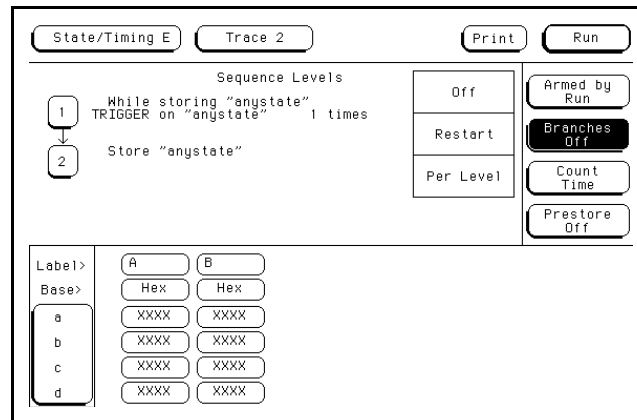 State/Timing E Trace 2 Print Run
Sequence Levels
1 While storing "anystate"
TRIGGER on "anystate" 1 times
2 Store "anystate"
Off
Restart
Per Level
Armed by
Run
Branches
Off
Count
Time
Prestore
Off
Label> A B
Base> Hex Hex
a XXXX XXXX
b XXXX XXXX
c XXXX XXXX
d XXXX XXXX